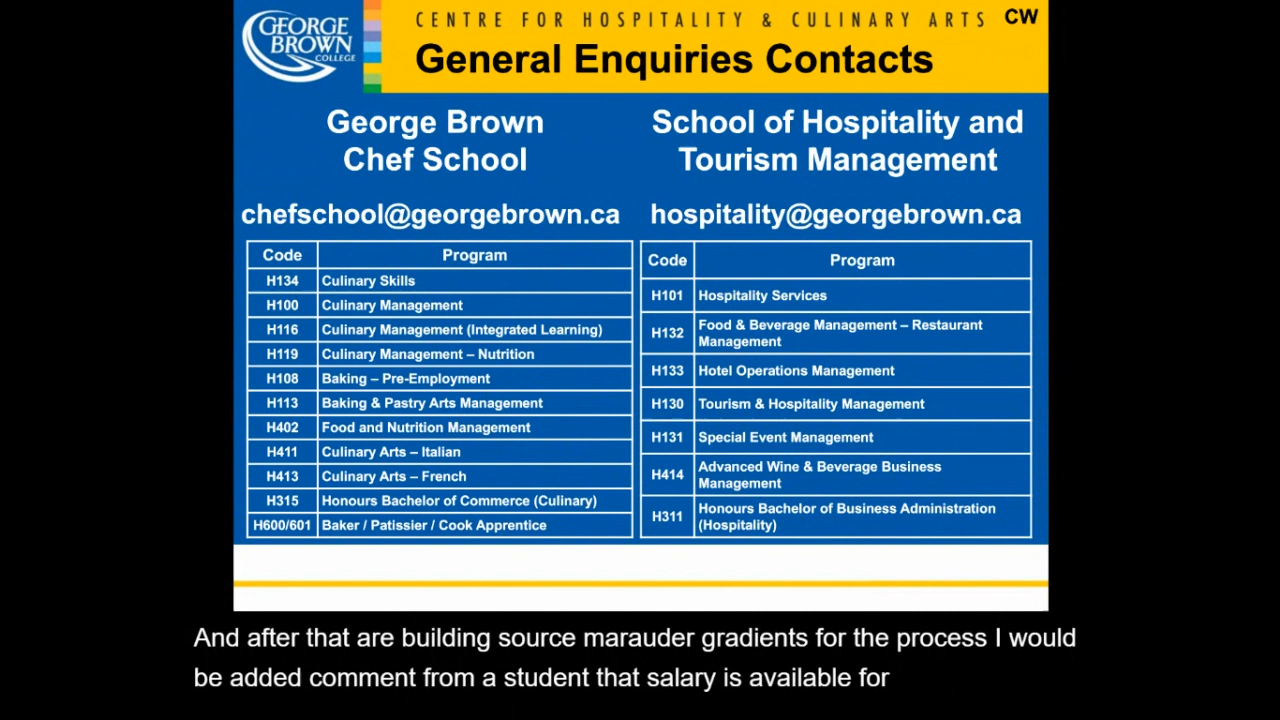 GEORGE
BROWN
COLLEGE
CENTRE FOR HOSPITALITY & CULINARY ARTS
CW
General Enquiries Contacts
George Brown
Chef School
chefschool@georgebrown.ca
Code Program
H134 Culinary Skills
H100 Culinary Management
H116 Culinary Management (Integrated Learning)
H119 Culinary Management – Nutrition
H108 Baking – Pre-Employment
H113 Baking & Pastry Arts Management
H402 Food and Nutrition Management
H411 Culinary Arts – Italian
H413 Culinary Arts – French
H315 Honours Bachelor of Commerce (Culinary)
H600/601 Baker / Patissier / Cook Apprentice
School of Hospitality and
Tourism Management
hospitality@georgebrown.ca
Code Program
H101 Hospitality Services
H132 Food & Beverage Management – Restaurant
Management
H133 Hotel Operations Management
H130 Tourism & Hospitality Management
H131 Special Event Management
H414 Advanced Wine & Beverage Business
Management
H311 Honours Bachelor of Business Administration
(Hospitality)
And after that are building source marauder gradients for the process I would
be added comment from a student that salary is available for